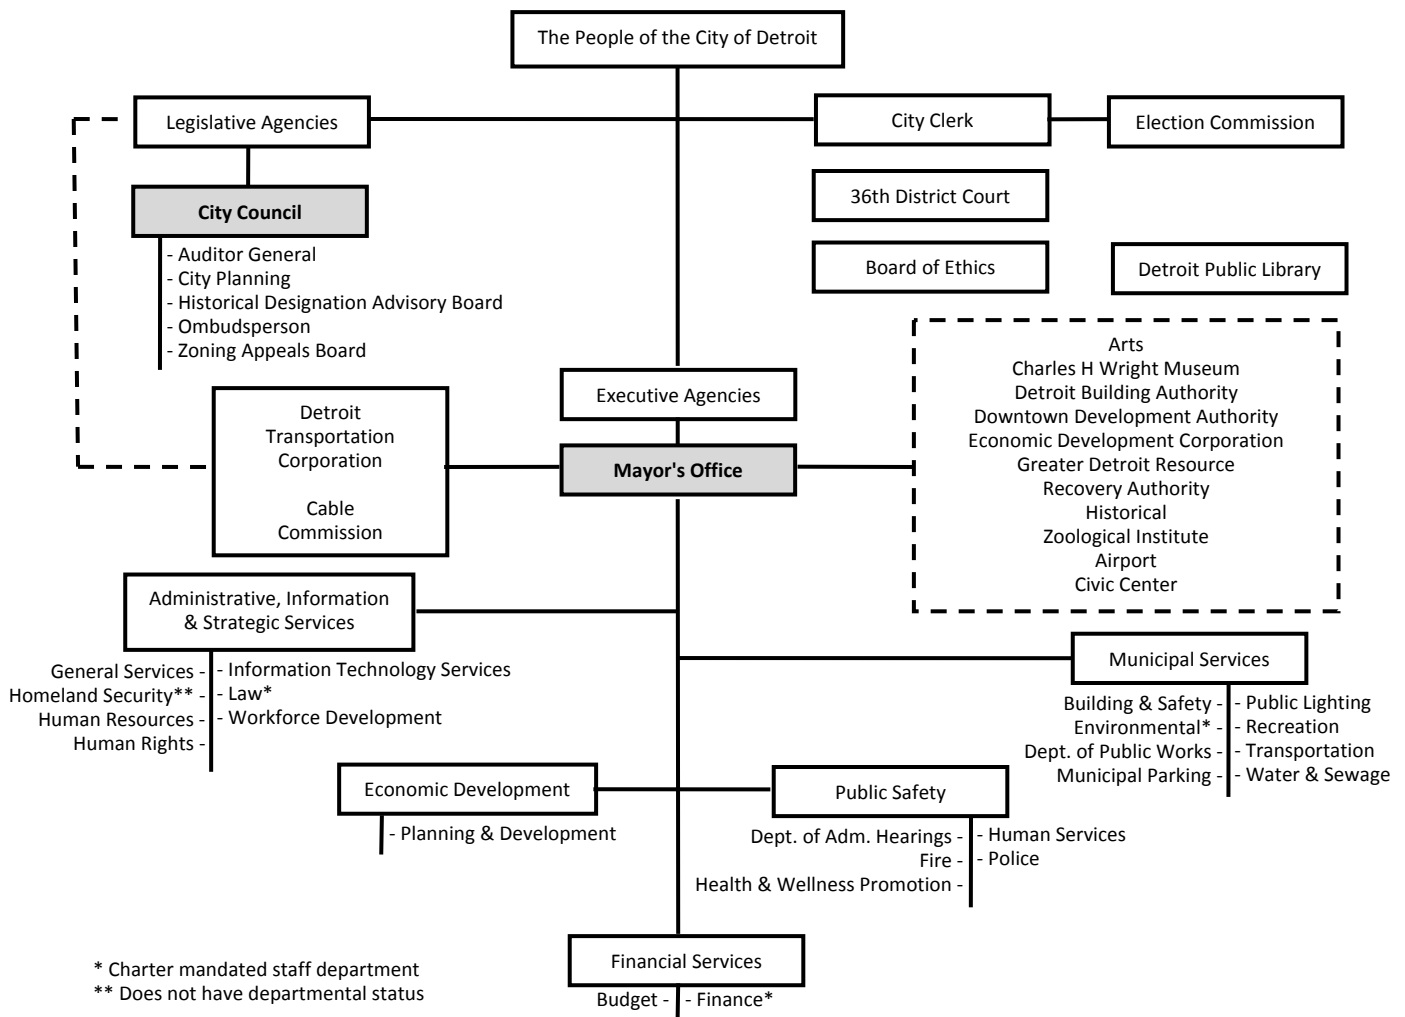 The People of the City of Detroit
Legislative Agencies
City Clerk
Election Commission
City Council
- Auditor General
- City Planning
- Historical Designation Advisory Board
- Ombudsperson
- Zoning Appeals Board
36th District Court
Board of Ethics
Detroit Public Library
Executive Agencies
Mayor's Office
Detroit
Transportation
Corporation
Cable
Commission
Arts
Charles H Wright Museum
Detroit Building Authority
Downtown Development Authority
Economic Development Corporation
Greater Detroit Resource
Recovery Authority
Historical
Zoological Institute
Airport
Civic Center
Administrative, Information
& Strategic Services
General Services -
Homeland Security** -
Human Resources -
Human Rights -
- Information Technology Services
- Law*
- Workforce Development
Municipal Services
Building & Safety -
Environmental* -
Dept. of Public Works -
Municipal Parking -
- Public Lighting
- Recreation
- Transportation
- Water & Sewage
Economic Development
- Planning & Development
Public Safety
Dept. of Adm. Hearings -
Fire -
Health & Wellness Promotion -
- Human Services
- Police
Financial Services
Budget -
- Finance*
* Charter mandated staff department
** Does not have departmental status